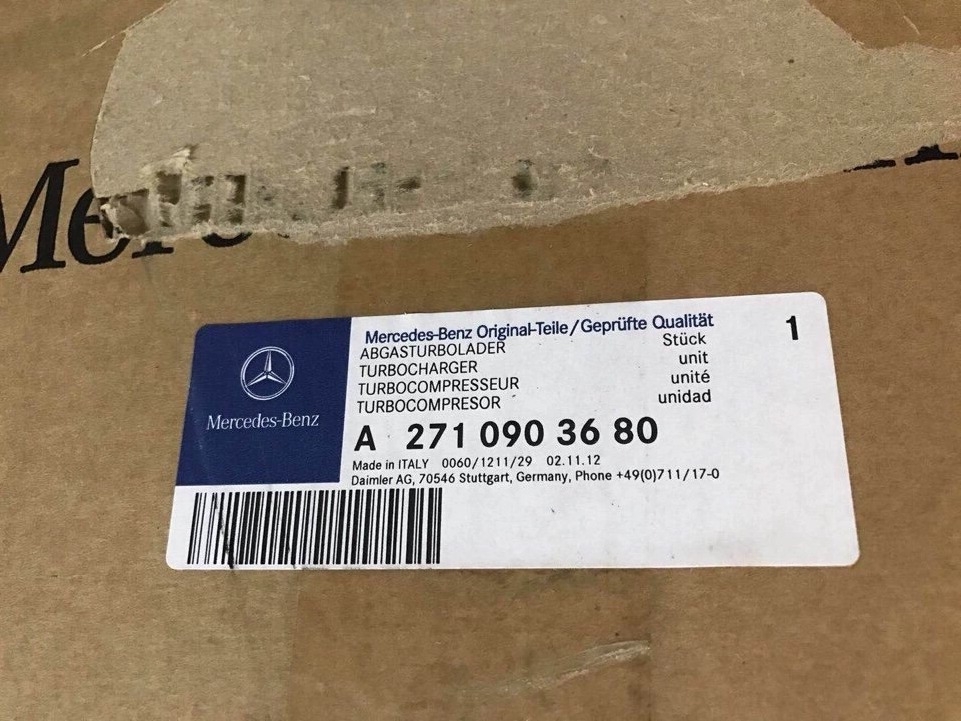 Mer
Mercedes-Benz Original-Teile/Geprüfte Qualität
1
ABGASTURBOLADER Stück
TURBOCHARGER unit
TURBOCOMPRESSEUR unité
TURBOCOMPRESOR unidad
Mercedes-Benz
A 271 090 36 80
Made in ITALY 0060/1211/29 02.11.12
Daimler AG, 70546 Stuttgart, Germany, Phone +49(0)711/17-0